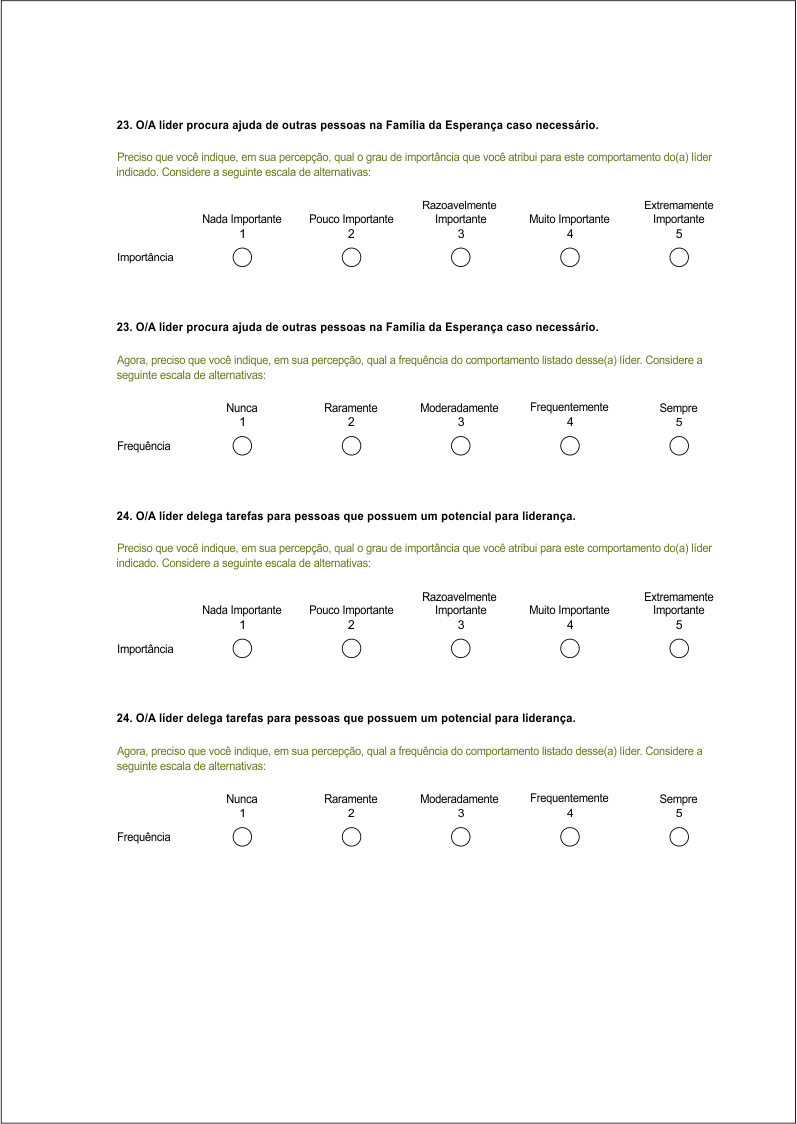 23. O/A líder procura ajuda de outras pessoas na Família da Esperança caso necessário.
Preciso que você indique, em sua percepção, qual o grau de importância que você atribui para este comportamento do(a) líder
indicado. Considere a seguinte escala de alternativas:
Nada Importante Pouco Importante Razoavelmente Importante Muito Importante Extremamente Importante
1 2 3 4 5
Importância
23. O/A líder procura ajuda de outras pessoas na Família da Esperança caso necessário.
Agora, preciso que você indique, em sua percepção, qual a frequência do comportamento listado desse(a) líder. Considere a
seguinte escala de alternativas:
Nunca Raramente Moderadamente Frequentemente Sempre
1 2 3 4 5
Frequência
24. O/A líder delega tarefas para pessoas que possuem um potencial para liderança.
Preciso que você indique, em sua percepção, qual o grau de importância que você atribui para este comportamento do(a) líder
indicado. Considere a seguinte escala de alternativas:
Nada Importante Pouco Importante Razoavelmente Importante Muito Importante Extremamente Importante
1 2 3 4 5
Importância
24. O/A líder delega tarefas para pessoas que possuem um potencial para liderança.
Agora, preciso que você indique, em sua percepção, qual a frequência do comportamento listado desse(a) líder. Considere a
seguinte escala de alternativas:
Nunca Raramente Moderadamente Frequentemente Sempre
1 2 3 4 5
Frequência